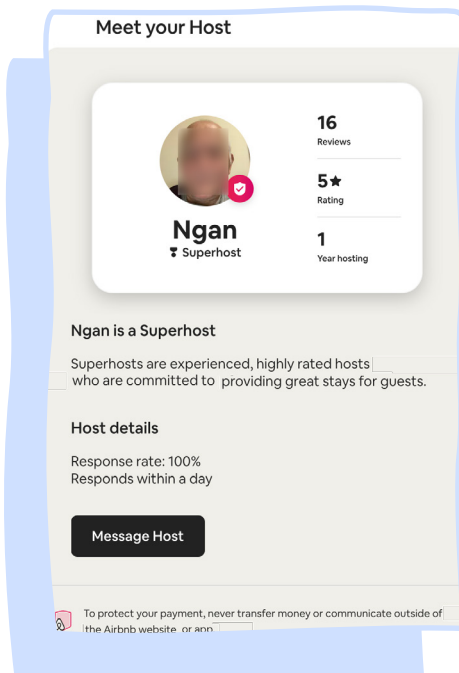 Meet your Host
16
Reviews
5★
Rating
1
Year hosting
Ngan
Superhost
Ngan is a Superhost
Superhosts are experienced, highly rated hosts
who are committed to providing great stays for guests.
Host details
Response rate: 100%
Responds within a day
Message Host
To protect your payment, never transfer money or communicate outside of
the Airbnb website or app